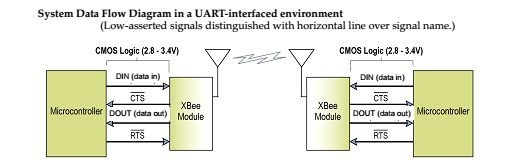 System Data Flow Diagram in a UART-interfaced environment
(Low-asserted signals distinguished with horizontal line over signal name.)
CMOS Logic (2.8 - 3.4V)
CMOS Logic (2.8 - 3.4V)
DIN (data in)
CTS
DOUT (data out)
RTS
Microcontroller
XBee
Module
XBee
Module
DIN (data in)
CTS
DOUT (data out)
RTS
Microcontroller